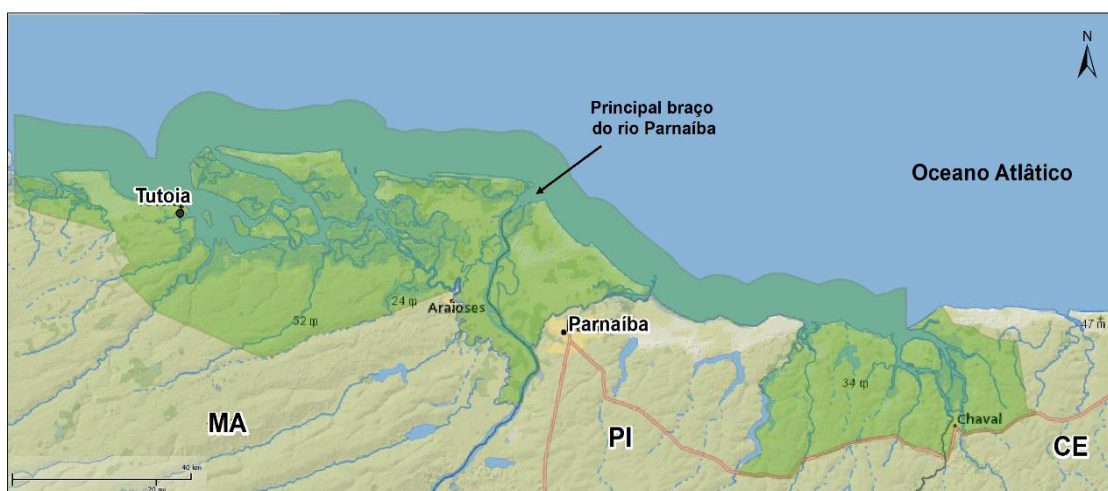 N
Principal braço
do rio Parnaíba
Oceano Atlâtico
Tutoia
24 m
Araioses
52 m
Parnaíba
47 m
34 m
Chaval
MA
PI
CE
40 km
20 mi